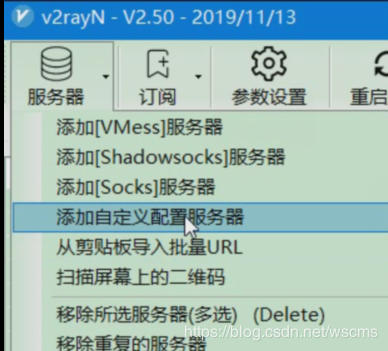 v2rayN - V2.50 - 2019/11/13
服务器 订阅 参数设置 重启
添加[VMess]服务器
添加[Shadowsocks]服务器
添加[Socks]服务器
添加自定义配置服务器
从剪贴板导入批量URL
扫描屏幕上的二维码
移除所选服务器(多选) (Delete)
移除重复的服务器
https://blog.csdn.net/wscms